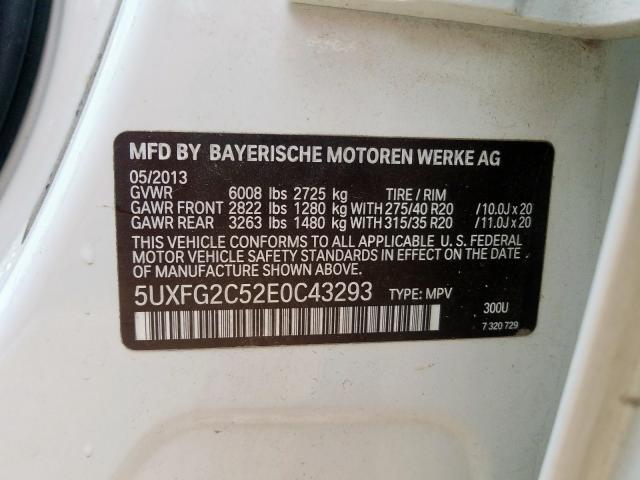 MFD BY BAYERISCHE MOTOREN WERKE AG
05/2013
GVWR 6008 lbs 2725 kg TIRE / RIM
GAWR FRONT 2822 lbs 1280 kg WITH 275/40 R20 /10.0J x 20
GAWR REAR 3263 lbs 1480 kg WITH 315/35 R20 /11.0J x 20
THIS VEHICLE CONFORMS TO ALL APPLICABLE U. S. FEDERAL
MOTOR VEHICLE SAFETY STANDARDS IN EFFECT ON THE DATE
OF MANUFACTURE SHOWN ABOVE.
5UXFG2C52E0C43293 TYPE: MPV
300U
7 320 729